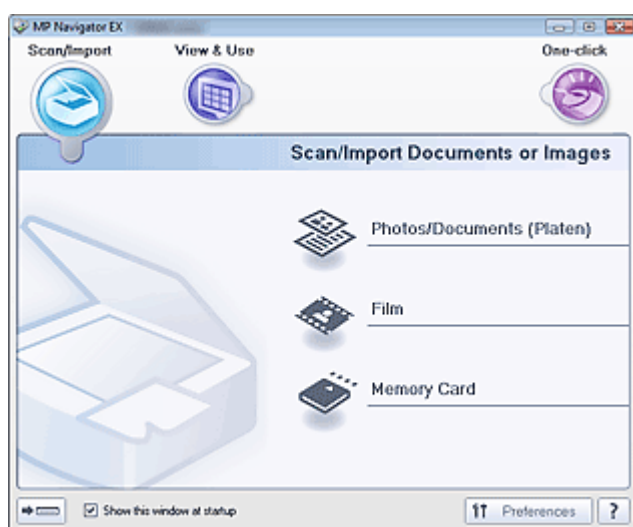 MP Navigator EX
Scan/Import View & Use One-click
Scan/Import Documents or Images
Photos/Documents (Platen)
Film
Memory Card
Show this window at startup Preferences ?